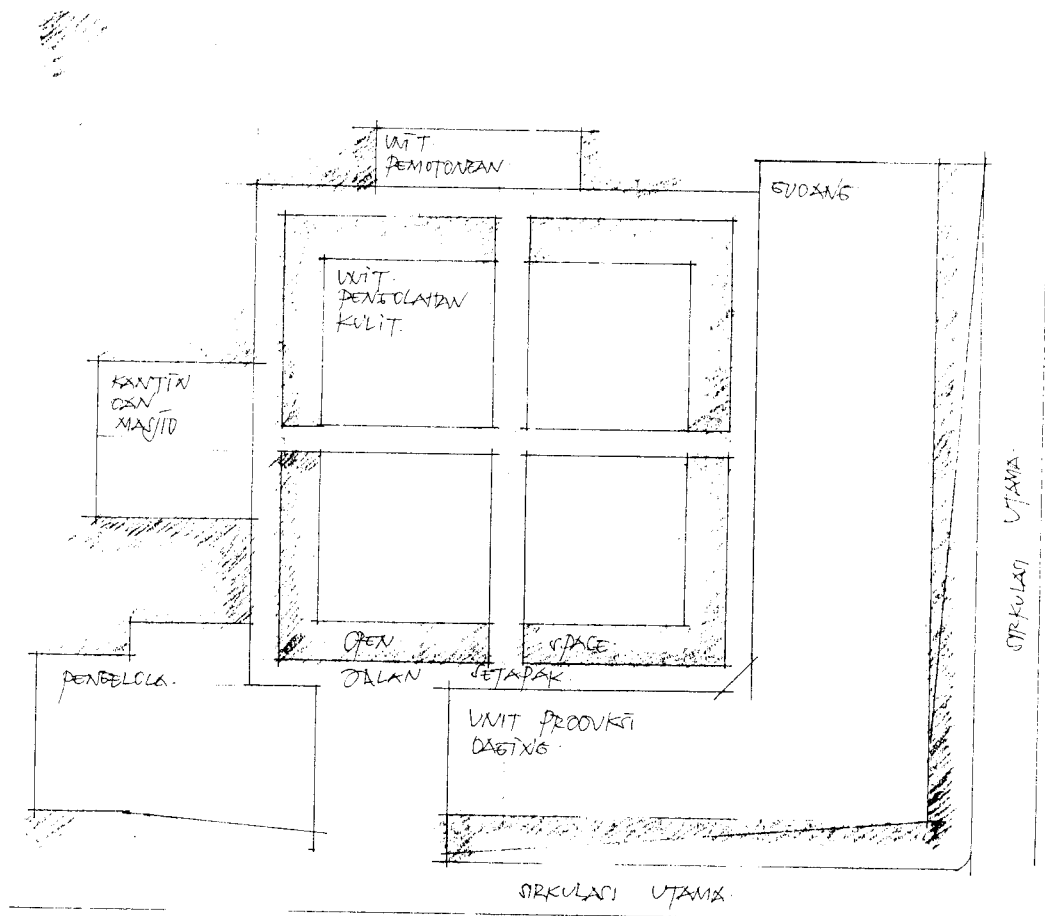 UNIT
PEMOTONGAN
GUDANG
UNIT
PENGOLAHAN
KULIT.
KANTIN
DAN
MASJID
SIRKULASI UTAMA
OPEN SPACE
JALAN SETAPAK
PENGELOLA.
UNIT PRODUKSI
DAGING.
SIRKULASI UTAMA.